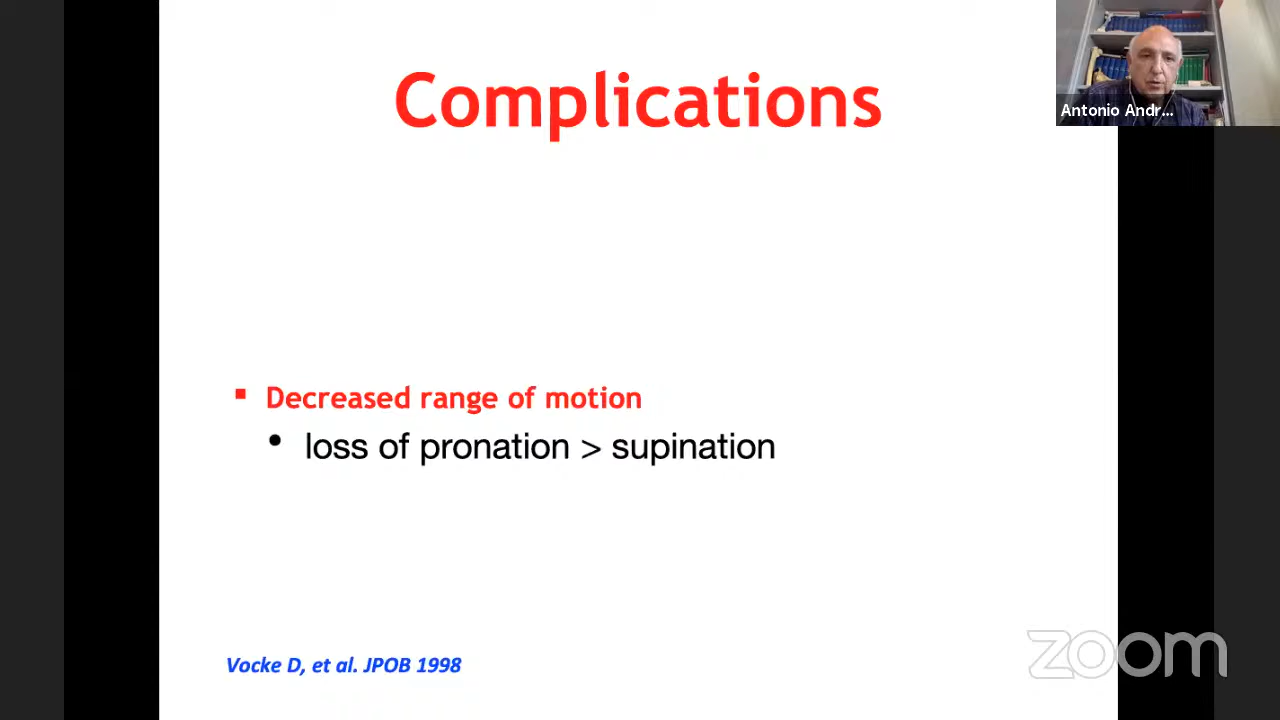 Complications
Antonio Andr...
▪ Decreased range of motion
• loss of pronation > supination
Vocke D, et al. JPOB 1998
zoom